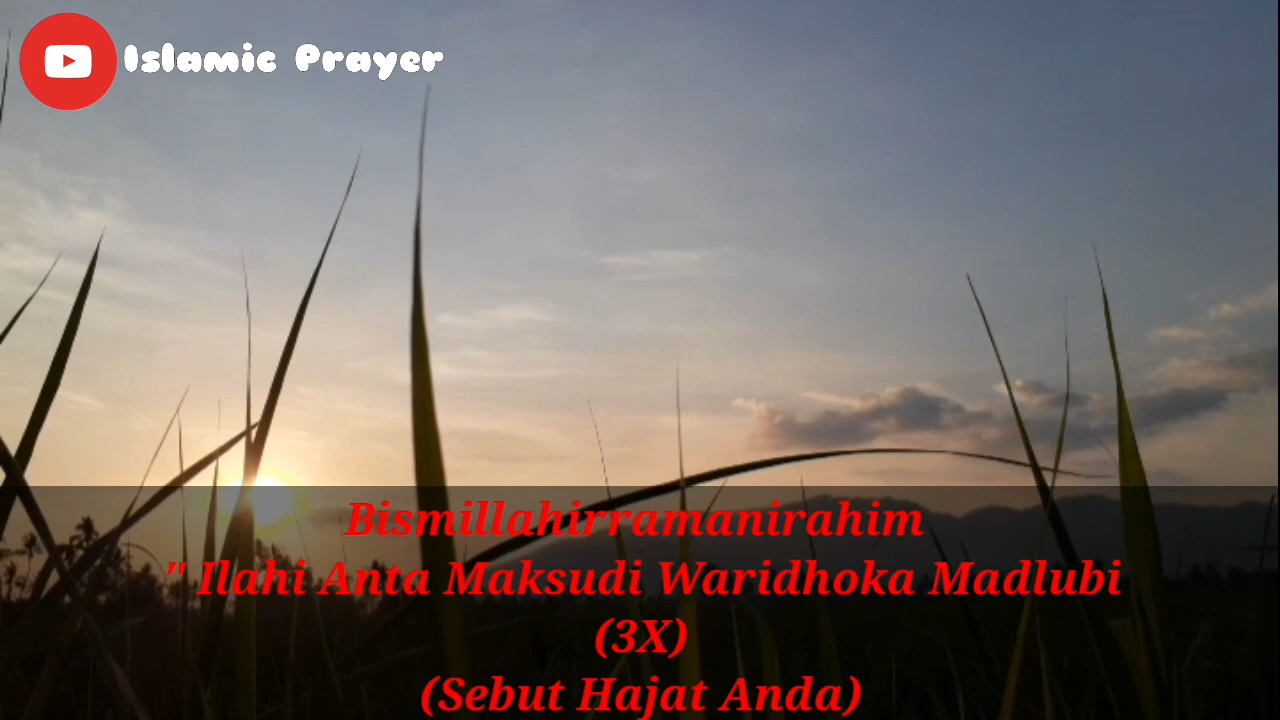 Islamic Prayer
Bismillahirramanirahim
" Ilahi Anta Maksudi Waridhoka Madlubi
(3X)
(Sebut Hajat Anda)